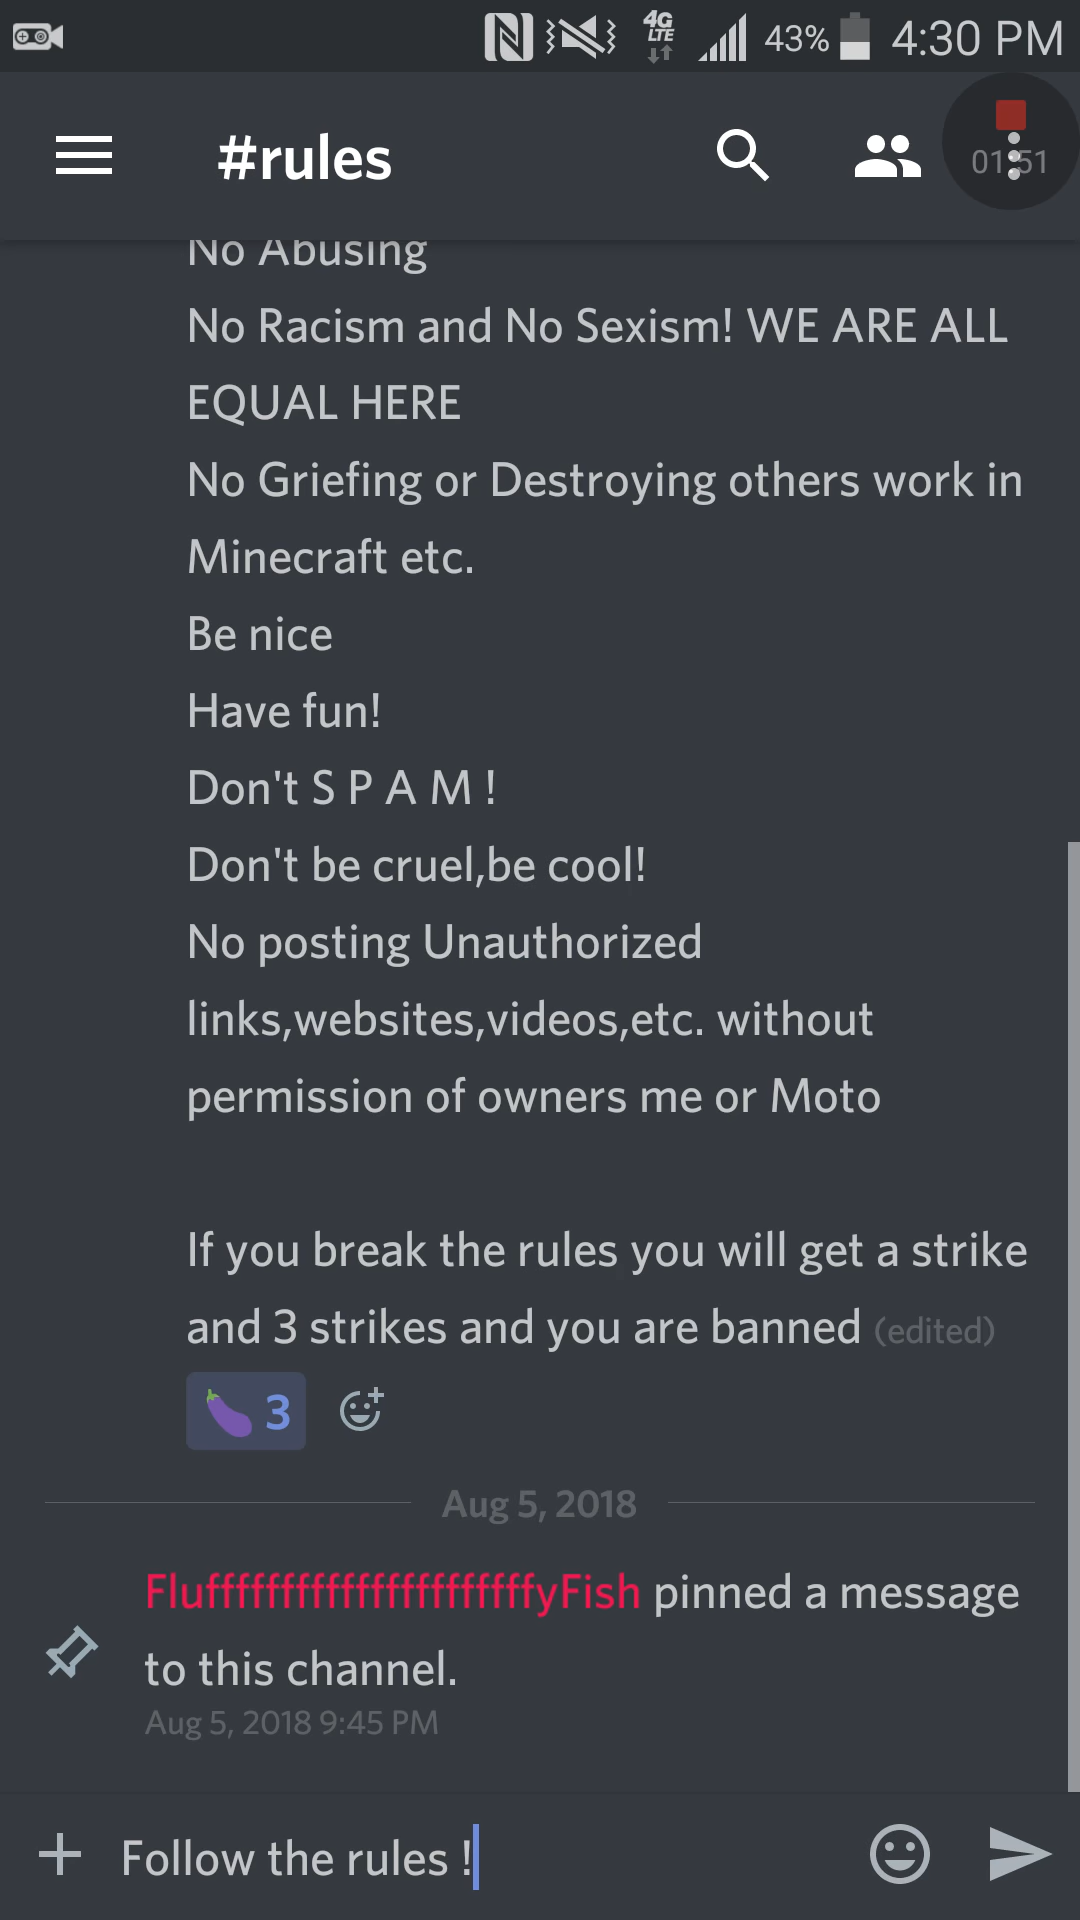 4G
LTE
43%
4:30 PM
#rules
01:51
No Abusing
No Racism and No Sexism! WE ARE ALL
EQUAL HERE
No Griefing or Destroying others work in
Minecraft etc.
Be nice
Have fun!
Don't S P A M !
Don't be cruel,be cool!
No posting Unauthorized
links,websites,videos,etc. without
permission of owners me or Moto
If you break the rules you will get a strike
and 3 strikes and you are banned (edited)
3
Aug 5, 2018
FluffffffffffffffffffffffyFish pinned a message
to this channel.
Aug 5, 2018 9:45 PM
Follow the rules !